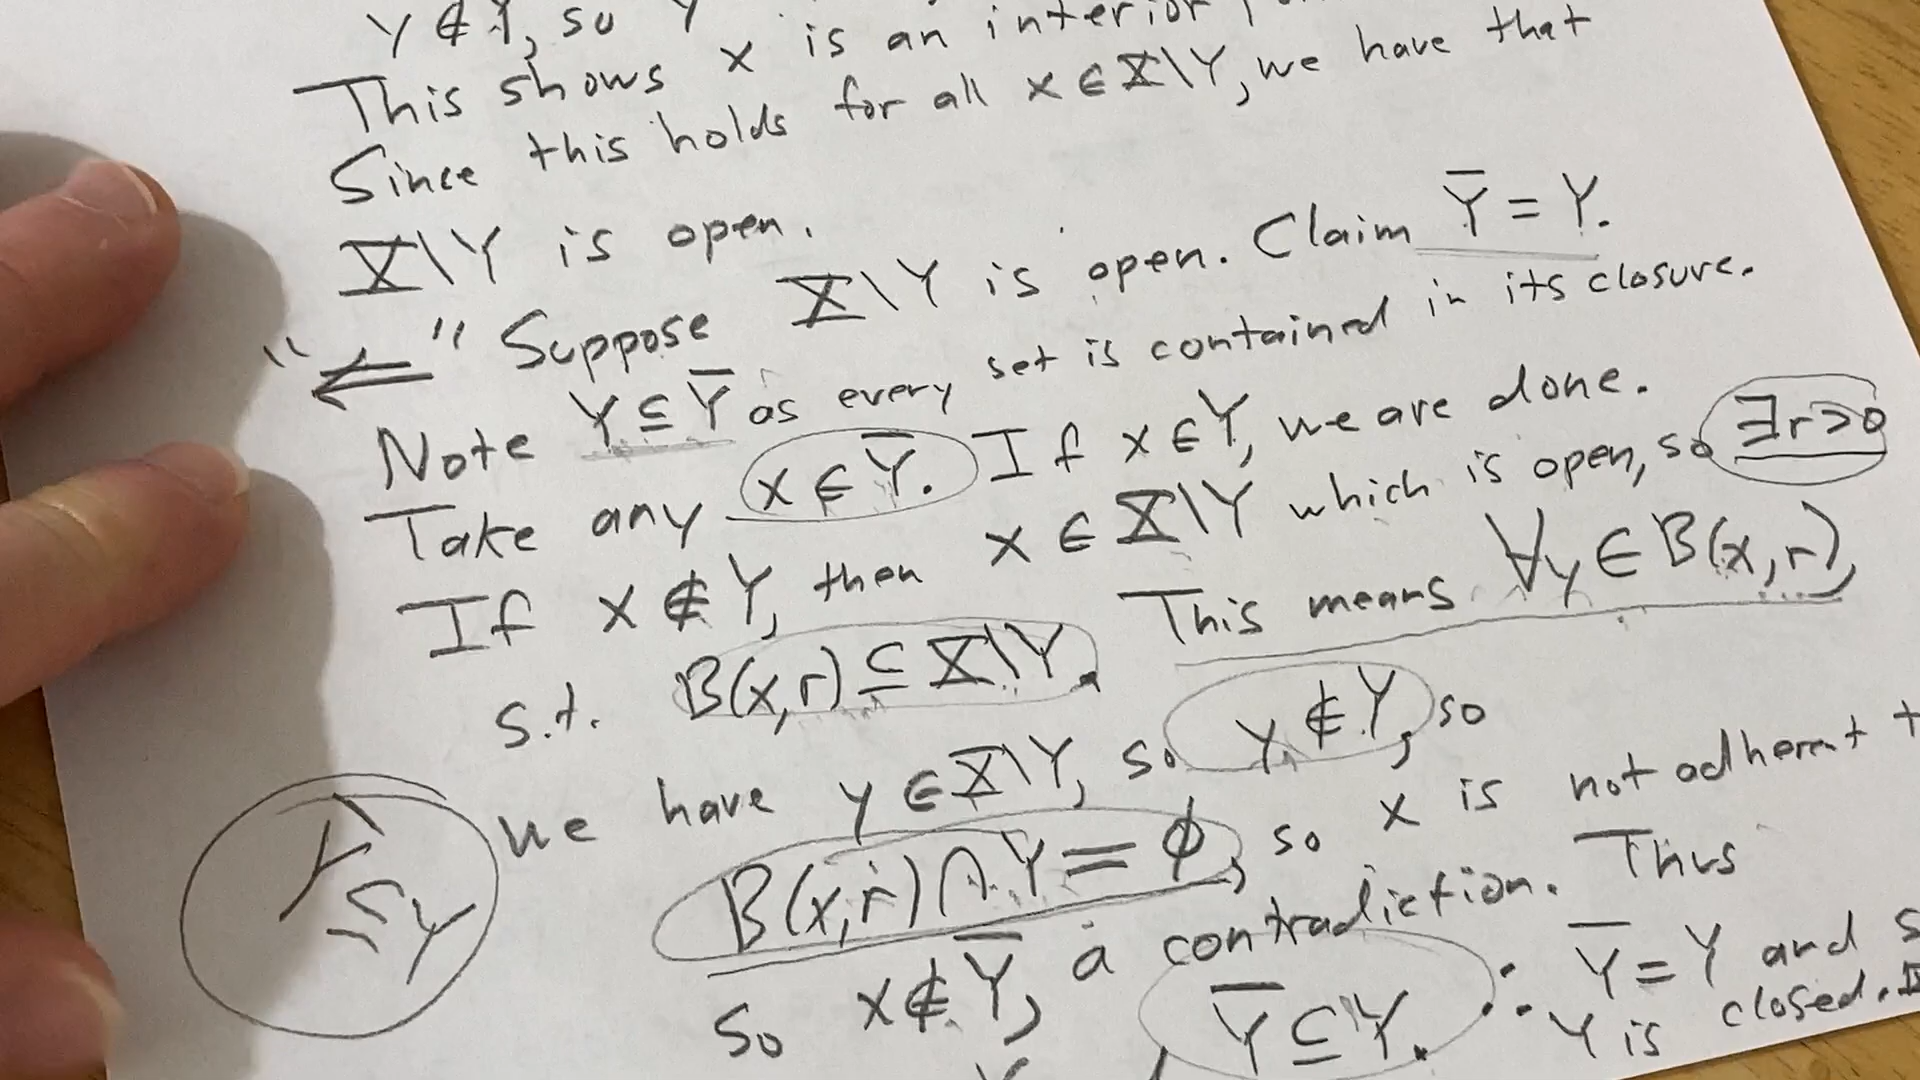 y ∉ Y, so y
This shows x is an interior
Since this holds for all x ∈ X\Y, we have that
X\Y is open.
"⟸" Suppose X\Y is open. Claim Y̅ = Y.
Note Y ⊆ Y̅ as every set is contained in its closure.
Take any x ∈ Y̅. If x ∈ Y, we are done.
If x ∉ Y, then x ∈ X\Y which is open, so ∃r>0
s.t. B(x,r) ⊆ X\Y. This means ∀y ∈ B(x,r),
we have y ∈ X\Y, so y ∉ Y, so
B(x,r) ∩ Y = ϕ, so x is not adherent
so x ∉ Y̅, a contradiction. Thus
Y̅ ⊆ Y. ∴ Y̅ = Y and
Y is closed.
Y̅ ⊆ Y